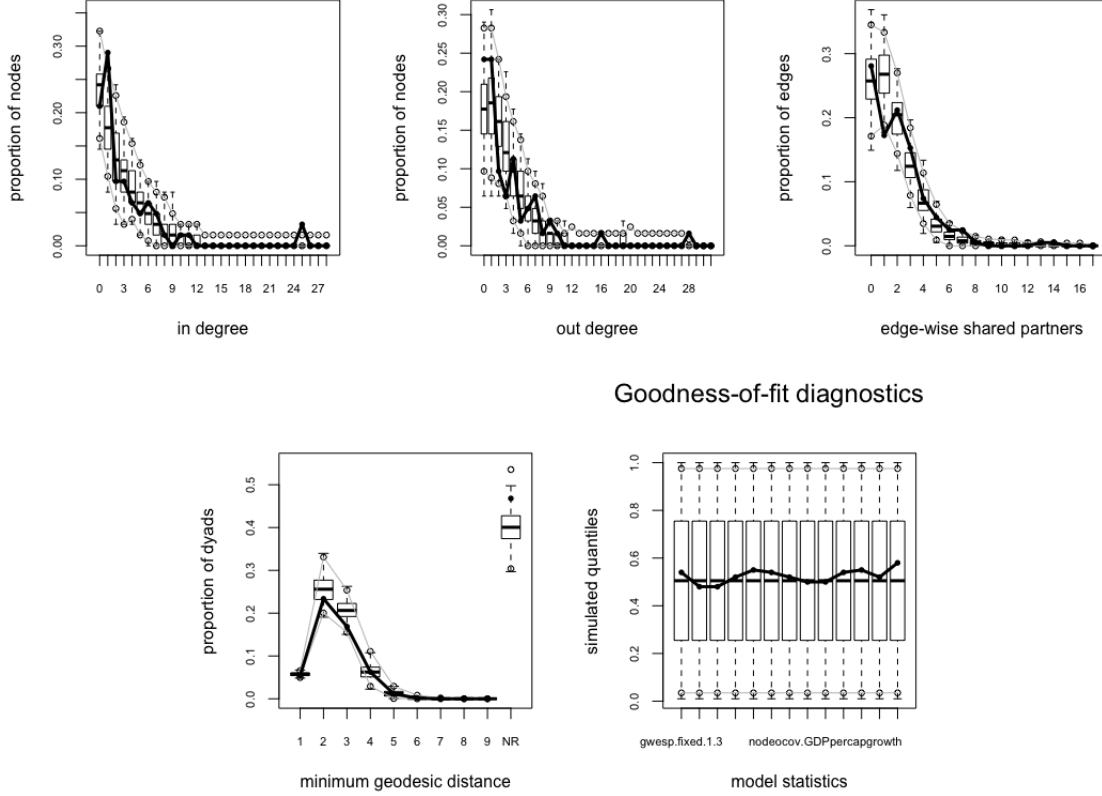 proportion of nodes
0.00
0.10
0.20
0.30
0 3 6 9 12 16 20 24 27
in degree
proportion of nodes
0.00
0.05
0.10
0.15
0.20
0.25
0.30
0 3 6 9 12 16 20 24 28
out degree
proportion of edges
0.0
0.1
0.2
0.3
0 2 4 6 8 10 12 14 16
edge-wise shared partners
Goodness-of-fit diagnostics
proportion of dyads
0.0
0.1
0.2
0.3
0.4
0.5
1 2 3 4 5 6 7 8 9 NR
minimum geodesic distance
simulated quantiles
0.0
0.2
0.4
0.6
0.8
1.0
gwesp.fixed.1.3 nodeocov.GDPpercapgrowth
model statistics